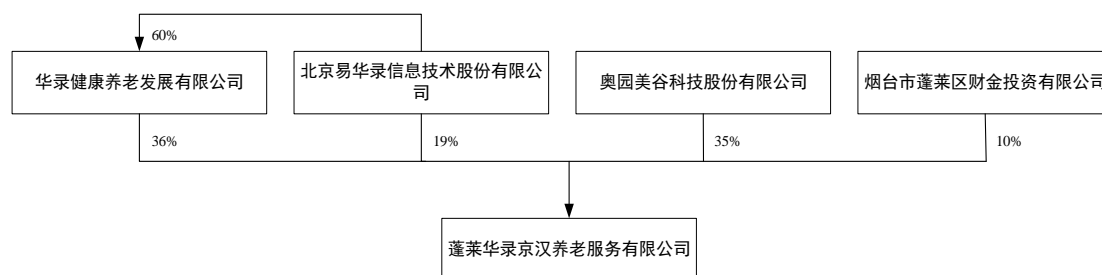 60%
华录健康养老发展有限公司
北京易华录信息技术股份有限公
司
奥园美谷科技股份有限公司
烟台市蓬莱区财金投资有限公司
36%
19%
35%
10%
蓬莱华录京汉养老服务有限公司